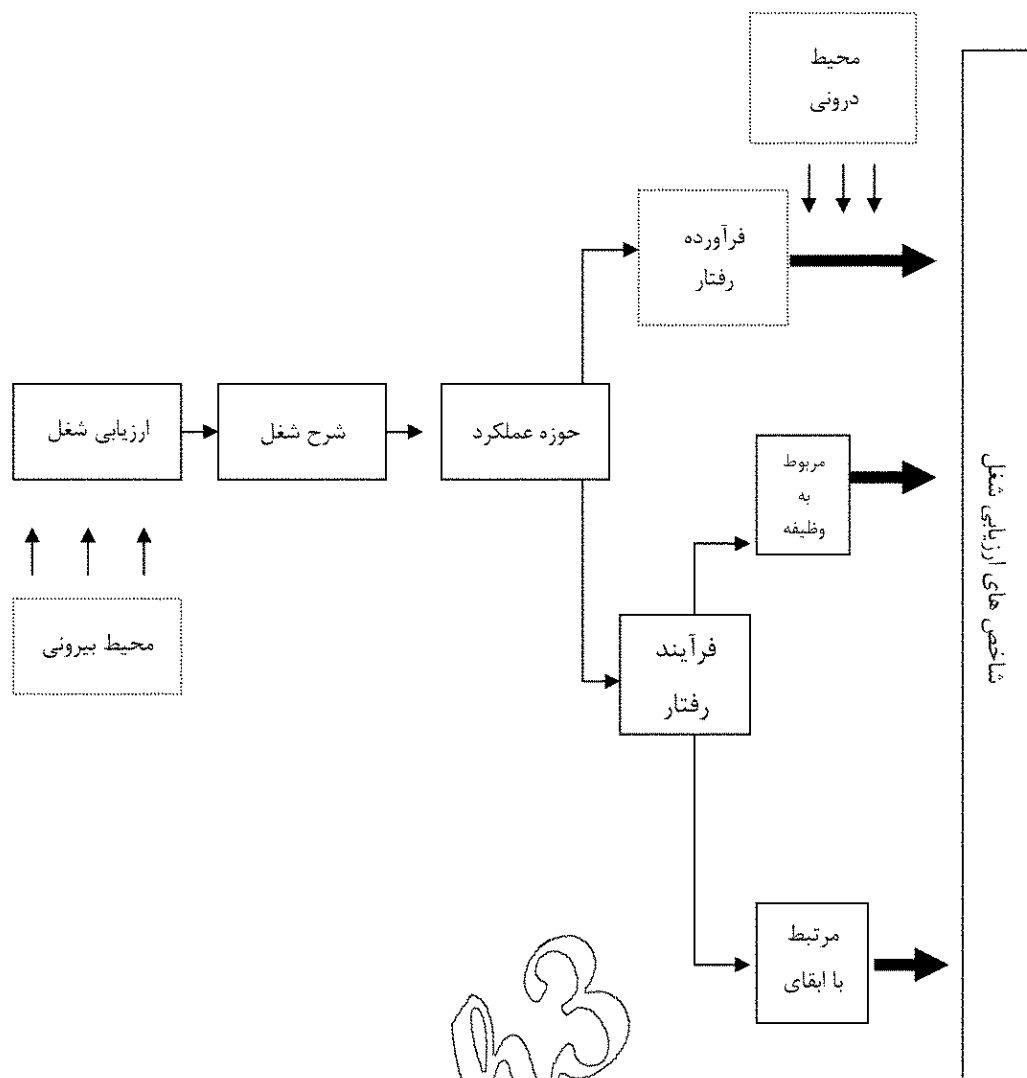 محیط
درونی
فرآورده
رفتار
ارزیابی شغل
شرح شغل
حوزه عملکرد
مربوط
به
وظیفه
شاخص های ارزیابی شغل
محیط بیرونی
فرآیند
رفتار
مرتبط
با ابقای
h3